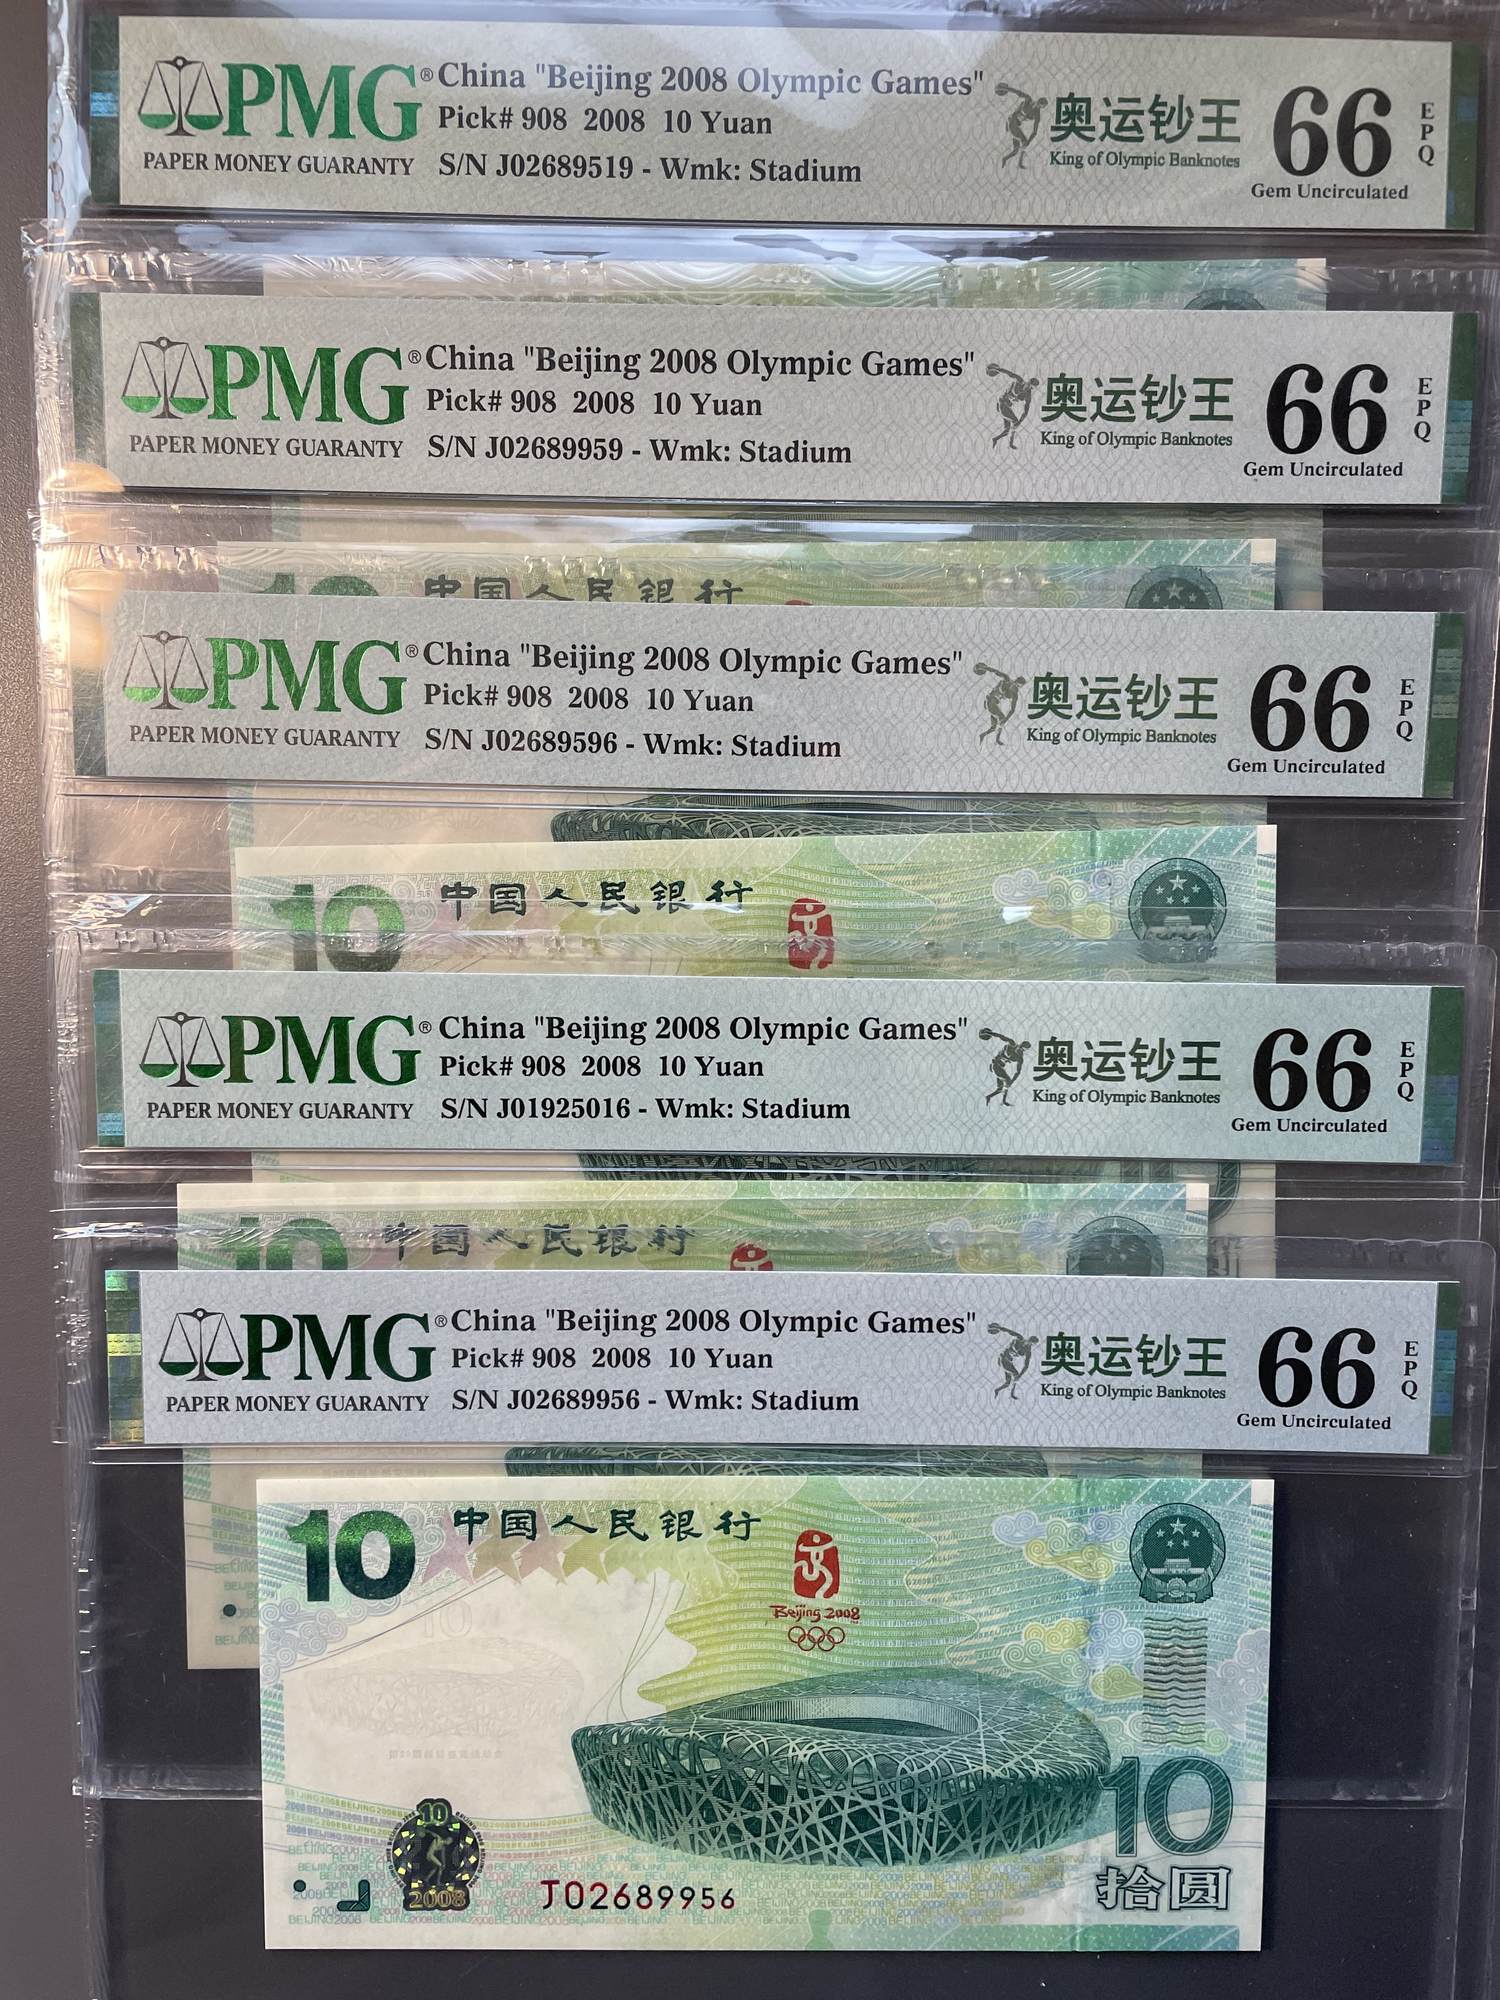 PMG® China "Beijing 2008 Olympic Games"
Pick# 908 2008 10 Yuan
PAPER MONEY GUARANTY S/N J02689519 - Wmk: Stadium
奥运钞王
King of Olympic Banknotes
66 EPQ
Gem Uncirculated
PMG® China "Beijing 2008 Olympic Games"
Pick# 908 2008 10 Yuan
PAPER MONEY GUARANTY S/N J02689959 - Wmk: Stadium
奥运钞王
King of Olympic Banknotes
66 EPQ
Gem Uncirculated
10 中国人民银行
PMG® China "Beijing 2008 Olympic Games"
Pick# 908 2008 10 Yuan
PAPER MONEY GUARANTY S/N J02689596 - Wmk: Stadium
奥运钞王
King of Olympic Banknotes
66 EPQ
Gem Uncirculated
10 中国人民银行
PMG® China "Beijing 2008 Olympic Games"
Pick# 908 2008 10 Yuan
PAPER MONEY GUARANTY S/N J01925016 - Wmk: Stadium
奥运钞王
King of Olympic Banknotes
66 EPQ
Gem Uncirculated
10 中国人民银行
PMG® China "Beijing 2008 Olympic Games"
Pick# 908 2008 10 Yuan
PAPER MONEY GUARANTY S/N J02689956 - Wmk: Stadium
奥运钞王
King of Olympic Banknotes
66 EPQ
Gem Uncirculated
10 中国人民银行
Beijing 2008
10
10
10
拾圆
2008
J02689956